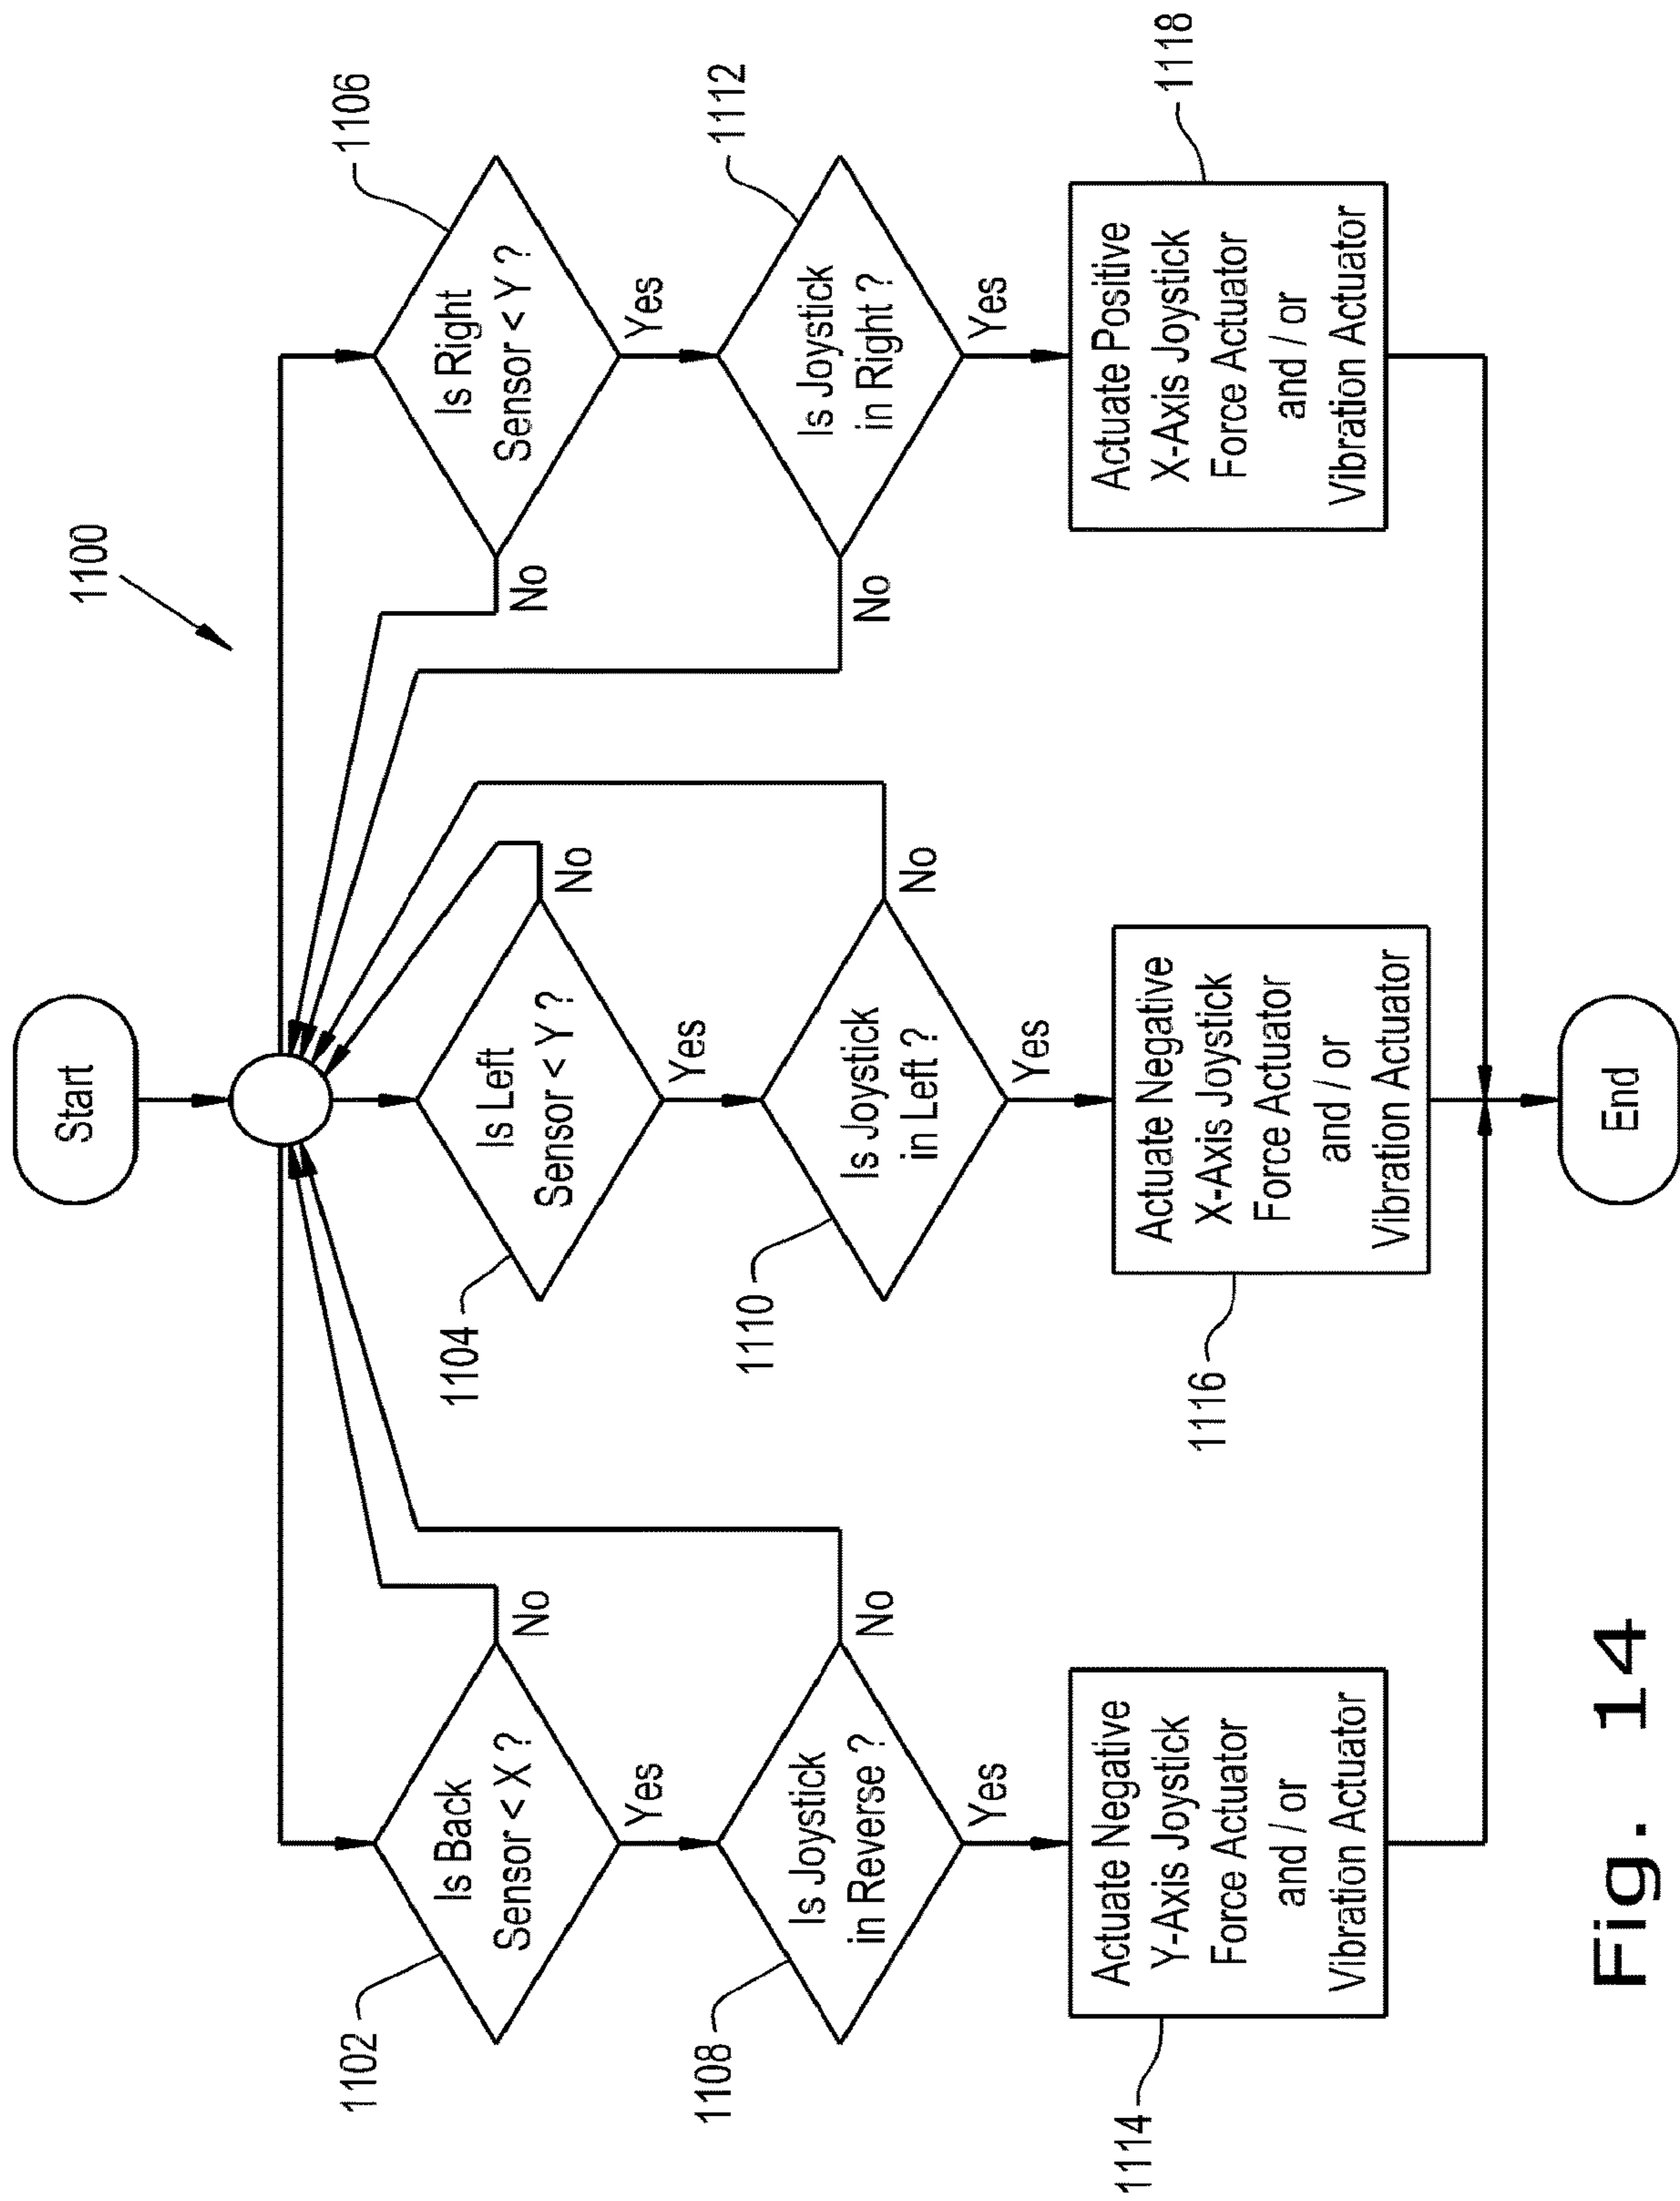 1100
Start
1102
Is Back
Sensor < X ?
No
Yes
1104
Is Left
Sensor < Y ?
No
Yes
1106
Is Right
Sensor < Y ?
No
Yes
1108
Is Joystick
in Reverse ?
No
Yes
1110
Is Joystick
in Left ?
No
Yes
1112
Is Joystick
in Right ?
No
Yes
1114
Actuate Negative
Y-Axis Joystick
Force Actuator
and / or
Vibration Actuator
1116
Actuate Negative
X-Axis Joystick
Force Actuator
and / or
Vibration Actuator
1118
Actuate Positive
X-Axis Joystick
Force Actuator
and / or
Vibration Actuator
End
Fig. 14